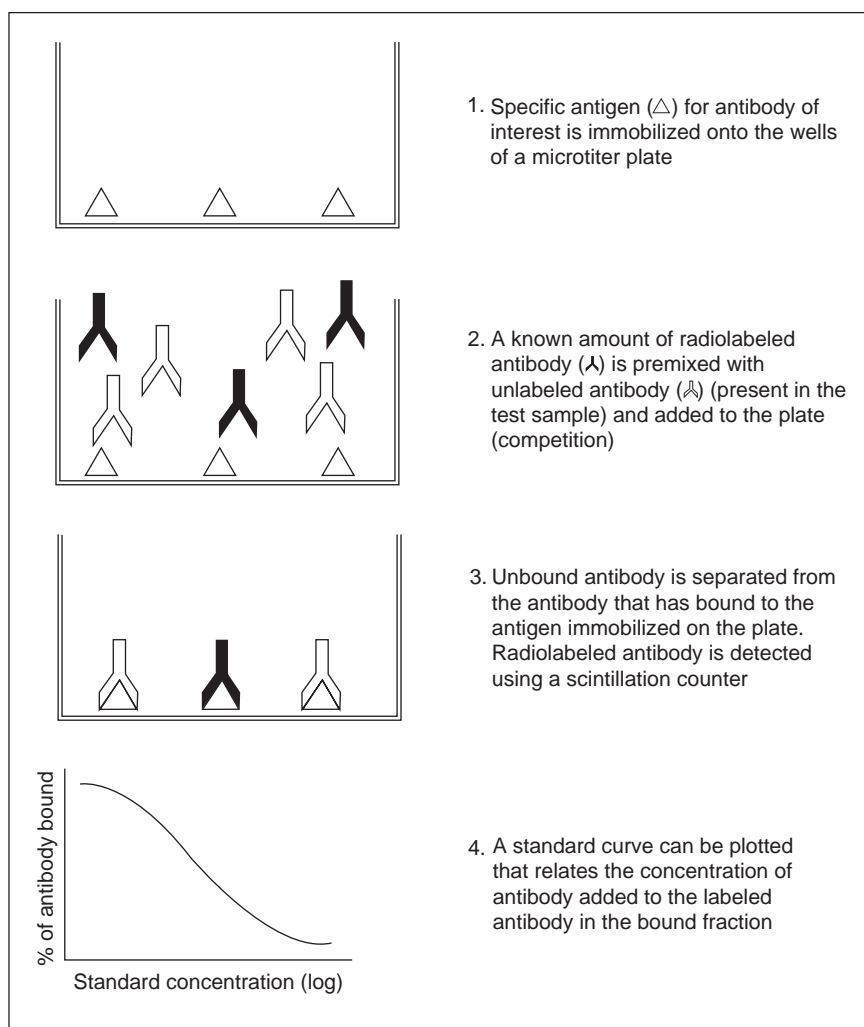 1. Specific antigen (△) for antibody of
interest is immobilized onto the wells
of a microtiter plate
2. A known amount of radiolabeled
antibody (⅄) is premixed with
unlabeled antibody (⅄) (present in the
test sample) and added to the plate
(competition)
3. Unbound antibody is separated from
the antibody that has bound to the
antigen immobilized on the plate.
Radiolabeled antibody is detected
using a scintillation counter
% of antibody bound
Standard concentration (log)
4. A standard curve can be plotted
that relates the concentration of
antibody added to the labeled
antibody in the bound fraction